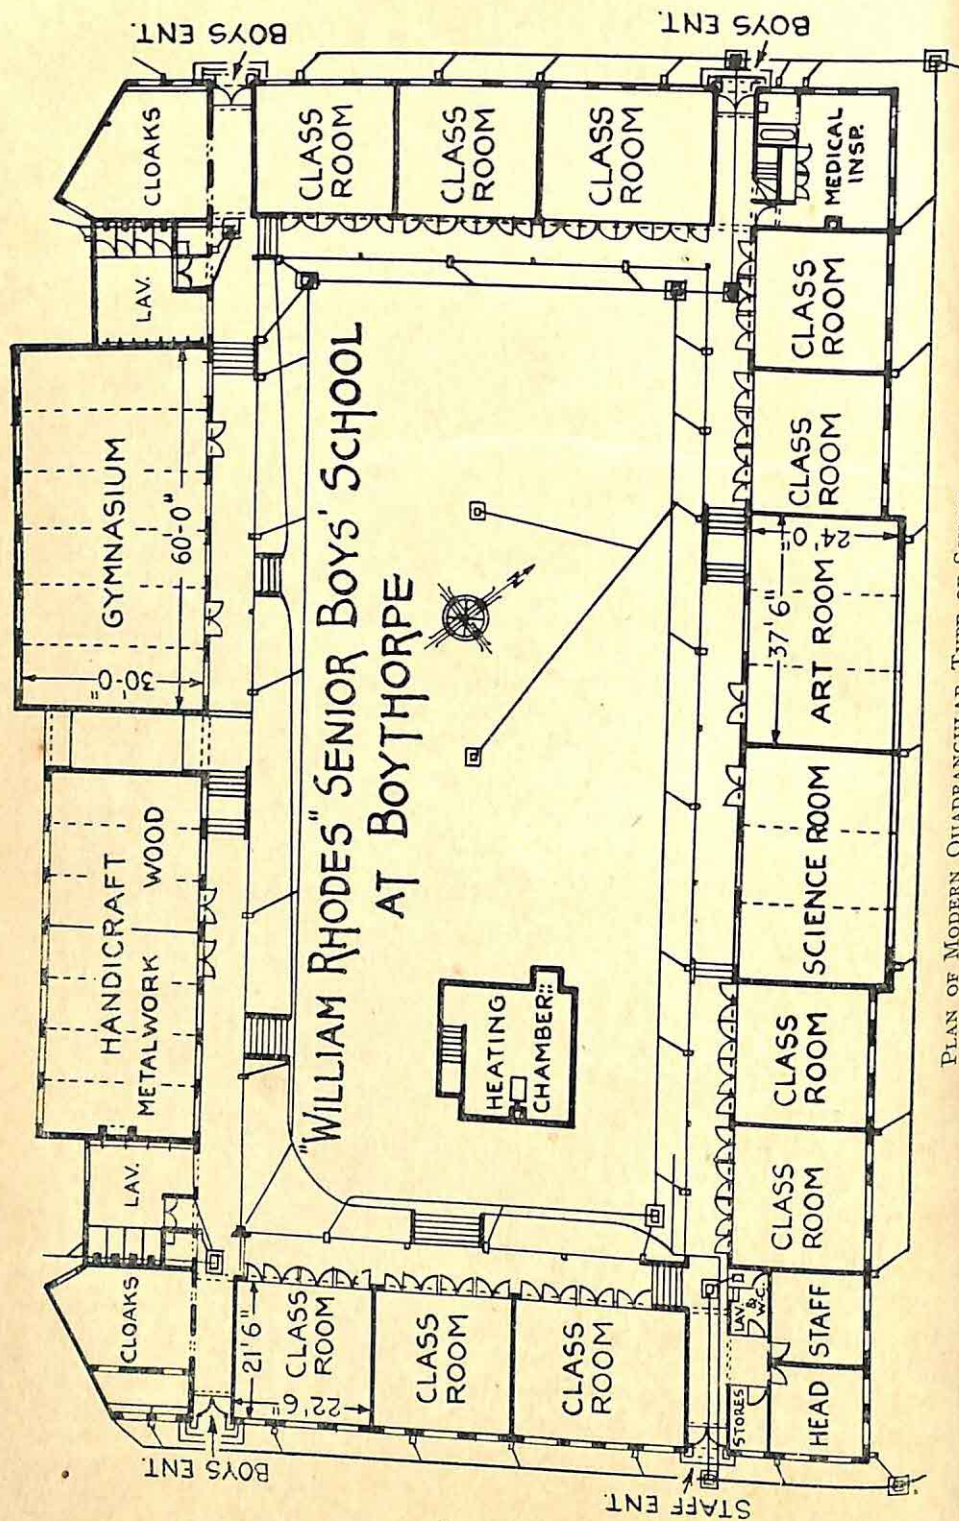 BOYS ENT.
BOYS ENT.
CLOAKS
CLASS
ROOM
CLASS
ROOM
CLASS
ROOM
MEDICAL
INSP.
LAV.
GYMNASIUM
60'-0"
30'-0"
CLASS
ROOM
CLASS
ROOM
"WILLIAM RHODES" SENIOR BOYS' SCHOOL
AT BOYTHORPE
N
37'6"
24'0"
ART ROOM
HANDICRAFT
METALWORK WOOD
SCIENCE ROOM
HEATING
CHAMBER
CLASS
ROOM
CLASS
ROOM
LAV.
CLOAKS
21'6"
22'6"
CLASS
ROOM
CLASS
ROOM
CLASS
ROOM
LAV
&
W.C.
STORES
STAFF
HEAD
BOYS ENT.
STAFF ENT.
PLAN OF MODERN QUADRANGULAR TYPE OF